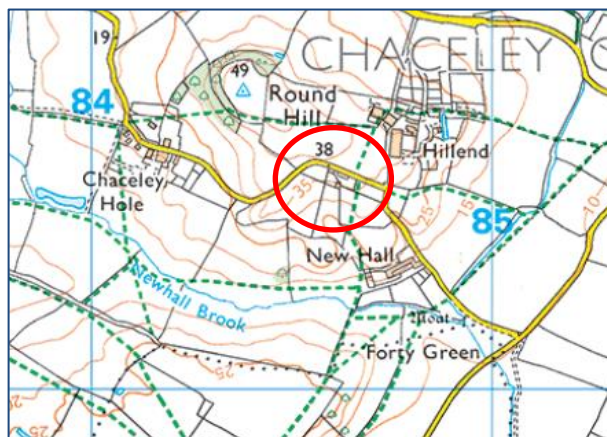 19
CHACELEY
49
84
Round
Hill
38
Hillend
Chaceley
Hole
35
25
15
10
85
New Hall
Newhall Brook
Moat
Forty Green
25
25